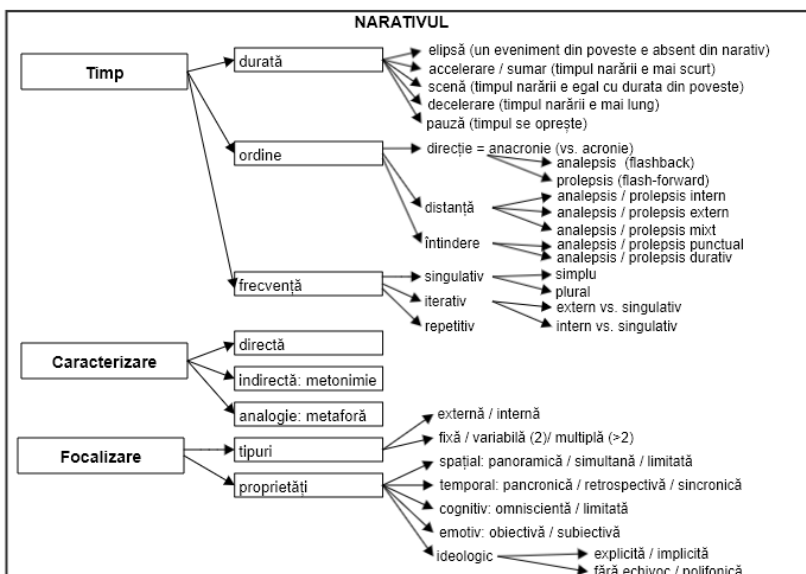 NARATIVUL
Timp
durată
elipsă (un eveniment din poveste e absent din narativ)
accelerare / sumar (timpul narării e mai scurt)
scenă (timpul narării e egal cu durata din poveste)
decelerare (timpul narării e mai lung)
pauză (timpul se oprește)
ordine
direcție = anacronie (vs. acronie)
analepsis (flashback)
prolepsis (flash-forward)
distanță
analepsis / prolepsis intern
analepsis / prolepsis extern
analepsis / prolepsis mixt
întindere
analepsis / prolepsis punctual
analepsis / prolepsis durativ
frecvență
singulativ
simplu
plural
iterativ
extern vs. singulativ
intern vs. singulativ
repetitiv
Caracterizare
directă
indirectă: metonimie
analogie: metaforă
Focalizare
tipuri
externă / internă
fixă / variabilă (2)/ multiplă (>2)
proprietăți
spațial: panoramică / simultană / limitată
temporal: pancronică / retrospectivă / sincronică
cognitiv: omniscientă / limitată
emotiv: obiectivă / subiectivă
ideologic
explicită / implicită
fără echivoc / polifonică